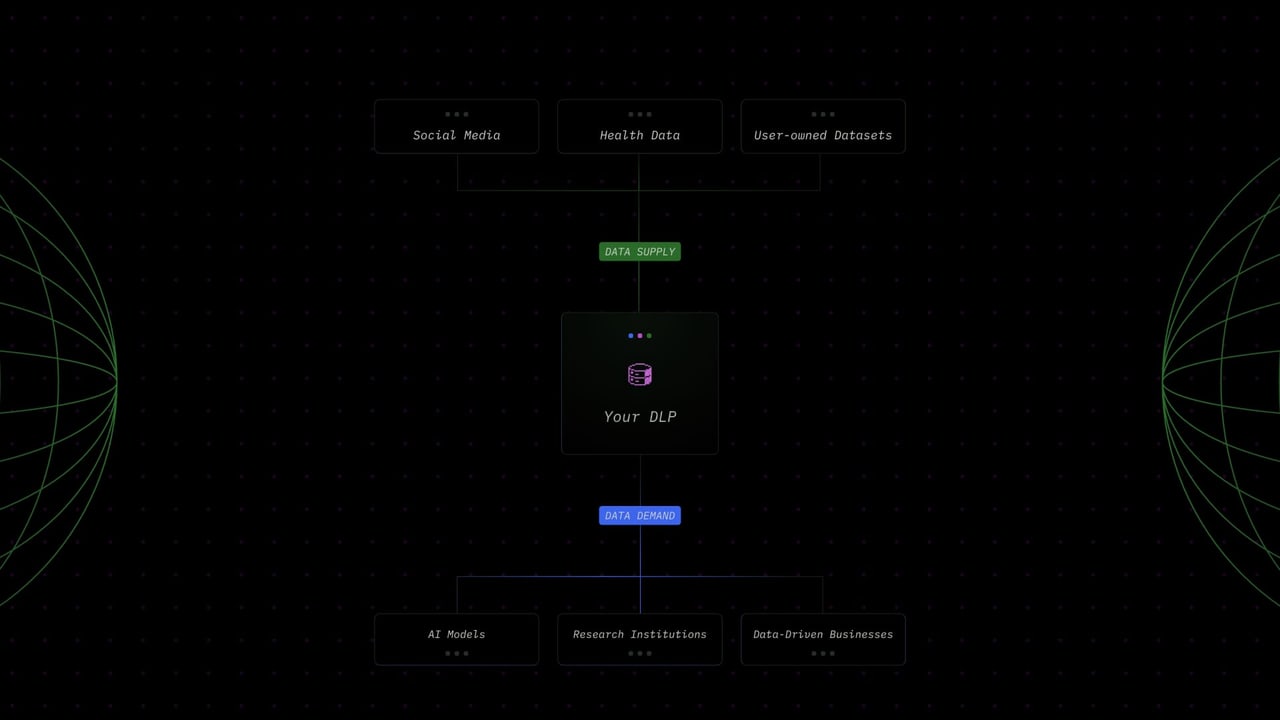 Social Media
Health Data
User-owned Datasets
DATA SUPPLY
Your DLP
DATA DEMAND
AI Models
Research Institutions
Data-Driven Businesses